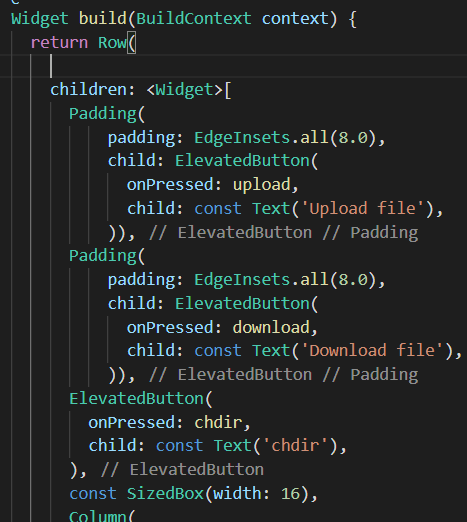 Widget build(BuildContext context) {
return Row(
children: <Widget>[
Padding(
padding: EdgeInsets.all(8.0),
child: ElevatedButton(
onPressed: upload,
child: const Text('Upload file'),
)), // ElevatedButton // Padding
Padding(
padding: EdgeInsets.all(8.0),
child: ElevatedButton(
onPressed: download,
child: const Text('Download file'),
)), // ElevatedButton // Padding
ElevatedButton(
onPressed: chdir,
child: const Text('chdir'),
), // ElevatedButton
const SizedBox(width: 16),
Column(